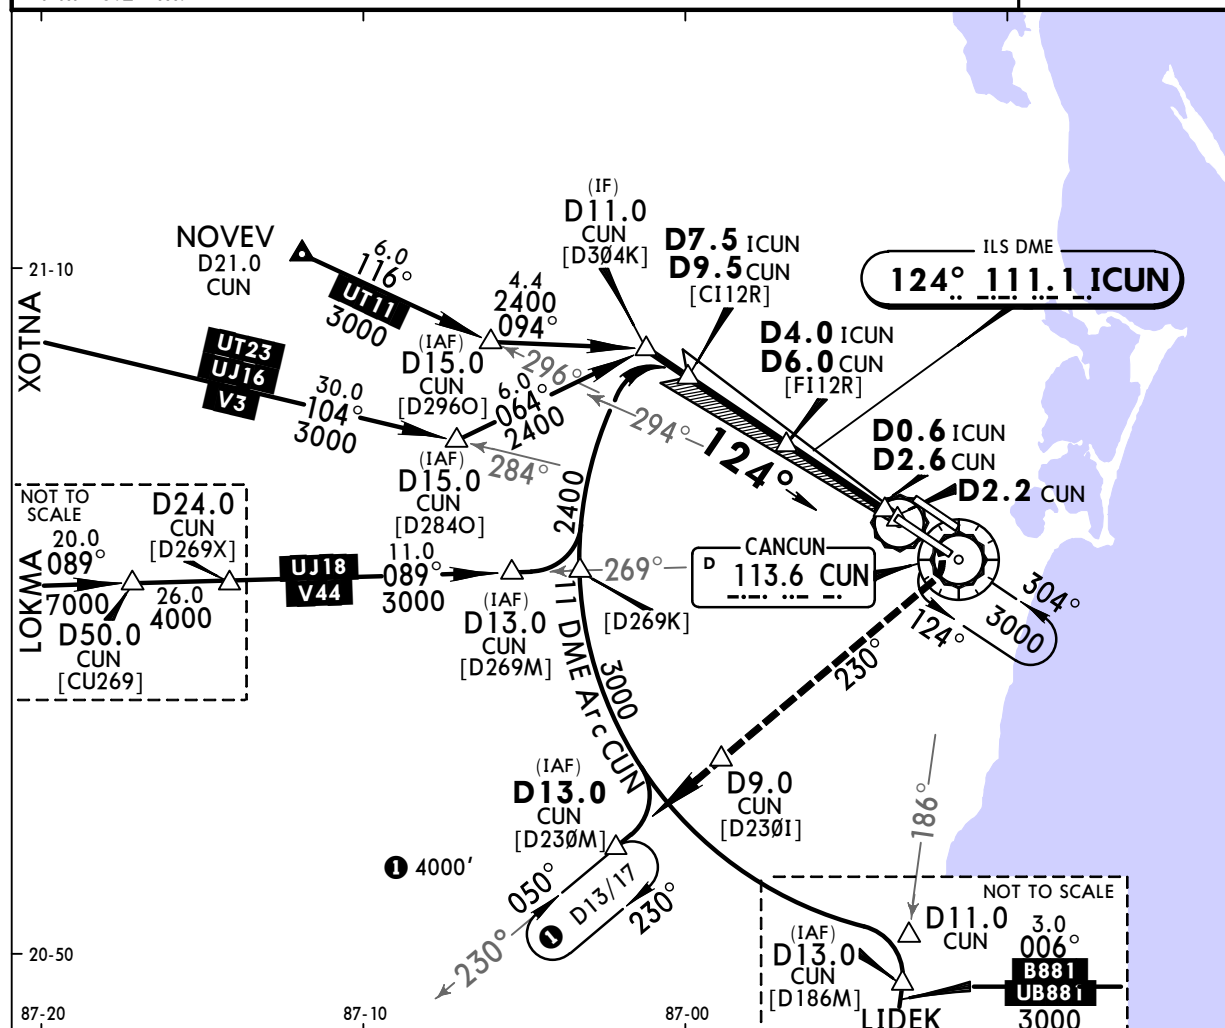 (IF)
D11.0
CUN
[D3Ø4K]
D7.5 ICUN
D9.5 CUN
[CI12R]
ILS DME
124° 111.1 ICUN
NOVEV
D21.0
CUN
6.0
116°
UT11
3000
4.4
2400
094°
21-10
XOTNA
UT23
UJ16
V3
30.0
104°
3000
(IAF)
D15.0
CUN
[D296O]
296°
6.0
064°
2400
294°
124°
D4.0 ICUN
D6.0 CUN
[FI12R]
D0.6 ICUN
D2.6 CUN
D2.2 CUN
(IAF)
D15.0
CUN
[D284O]
284°
2400
NOT TO
SCALE
D24.0
CUN
[D269X]
LOKMA
20.0
089°
7000
26.0
4000
D50.0
CUN
[CU269]
UJ18
V44
11.0
089°
3000
(IAF)
D13.0
CUN
[D269M]
269°
[D269K]
CANCUN
D 113.6 CUN
304°
3000
124°
230°
11 DME Arc CUN
3000
(IAF)
D13.0
CUN
[D23ØM]
D9.0
CUN
[D23ØI]
186°
1 4000'
050°
1 D13/17
230°
230°
20-50
NOT TO SCALE
D11.0
CUN
3.0
006°
B881
UB881
3000
(IAF)
D13.0
CUN
[D186M]
LIDEK
87-20
87-10
87-00